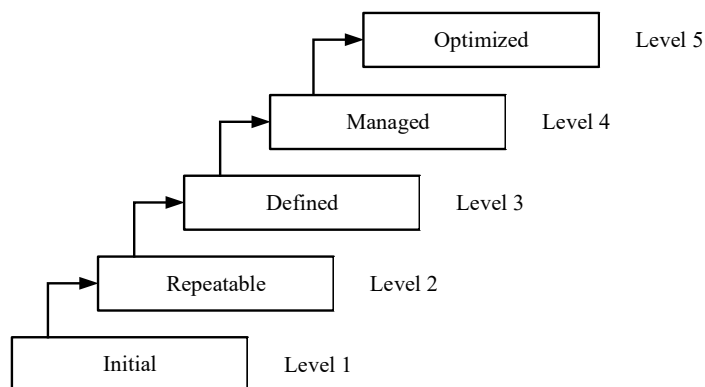 Optimized Level 5
Managed Level 4
Defined Level 3
Repeatable Level 2
Initial Level 1